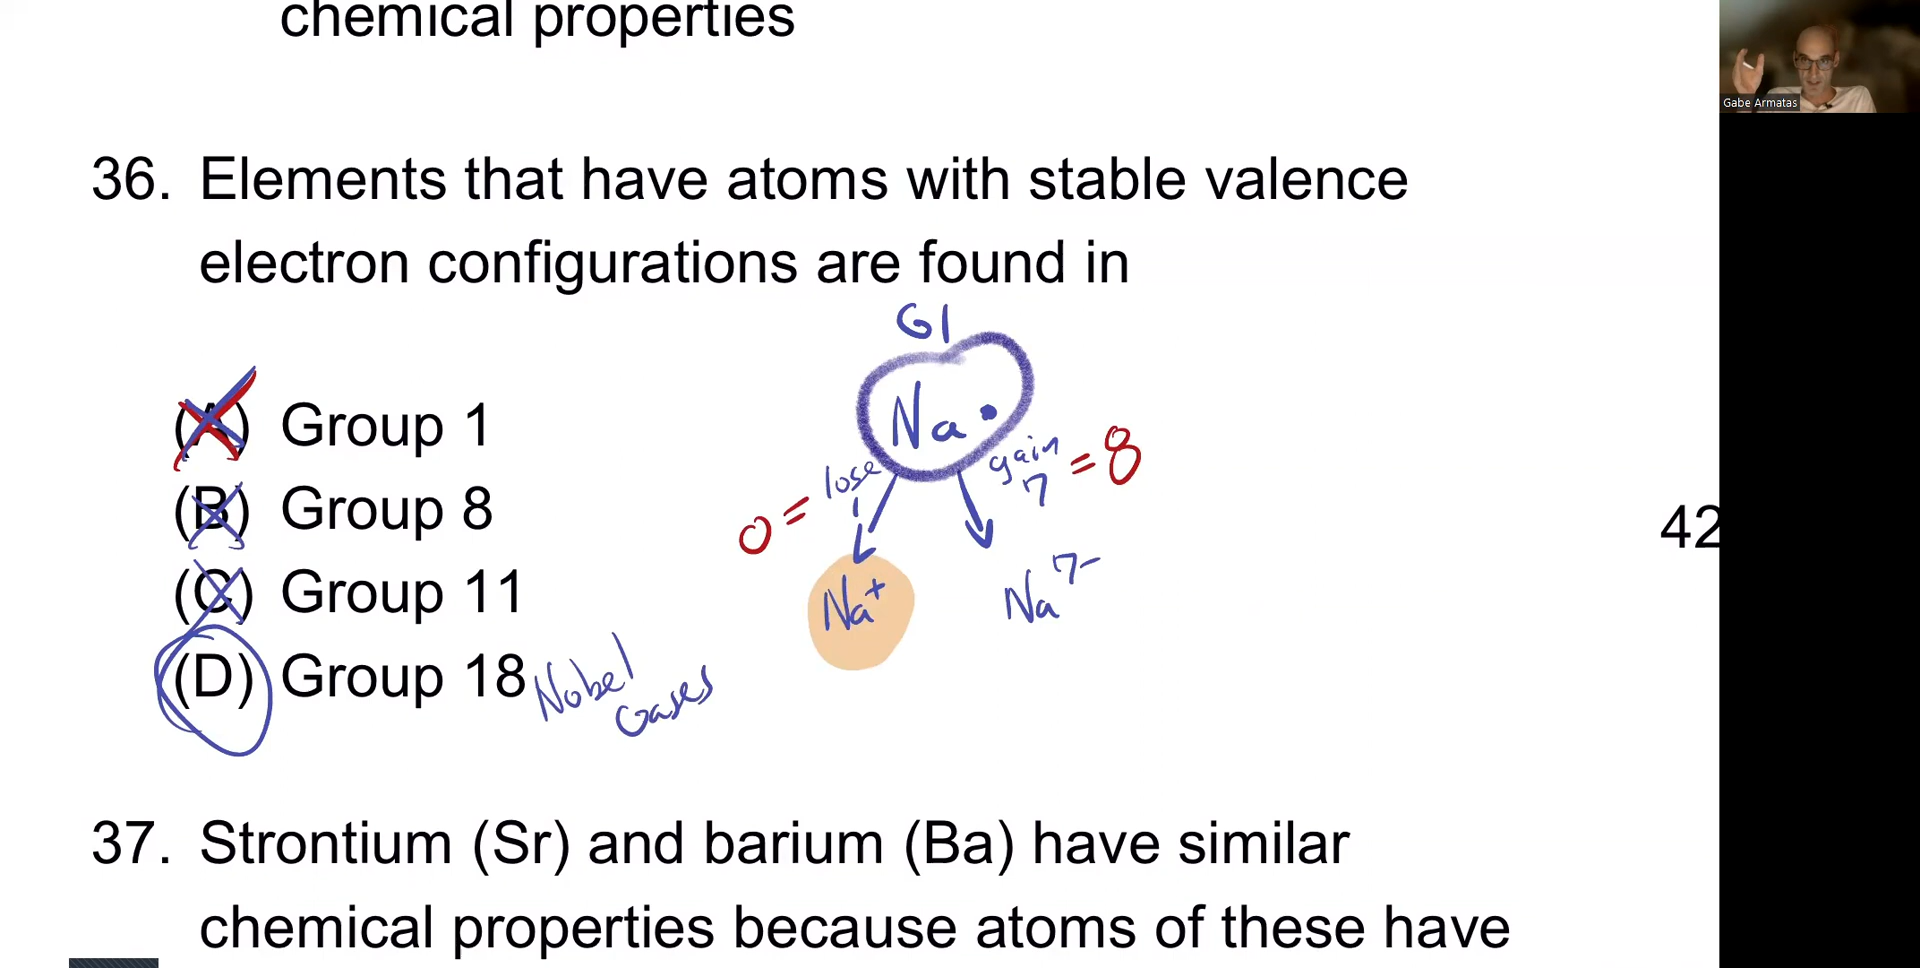 chemical properties
Gabe Armatas
36. Elements that have atoms with stable valence
electron configurations are found in
G1
Na •
(A) Group 1
lose 1
0 =
gain 7
= 8
(B) Group 8
42
Na+
Na7-
(C) Group 11
(D) Group 18
Nobel
Gases
37. Strontium (Sr) and barium (Ba) have similar
chemical properties because atoms of these have